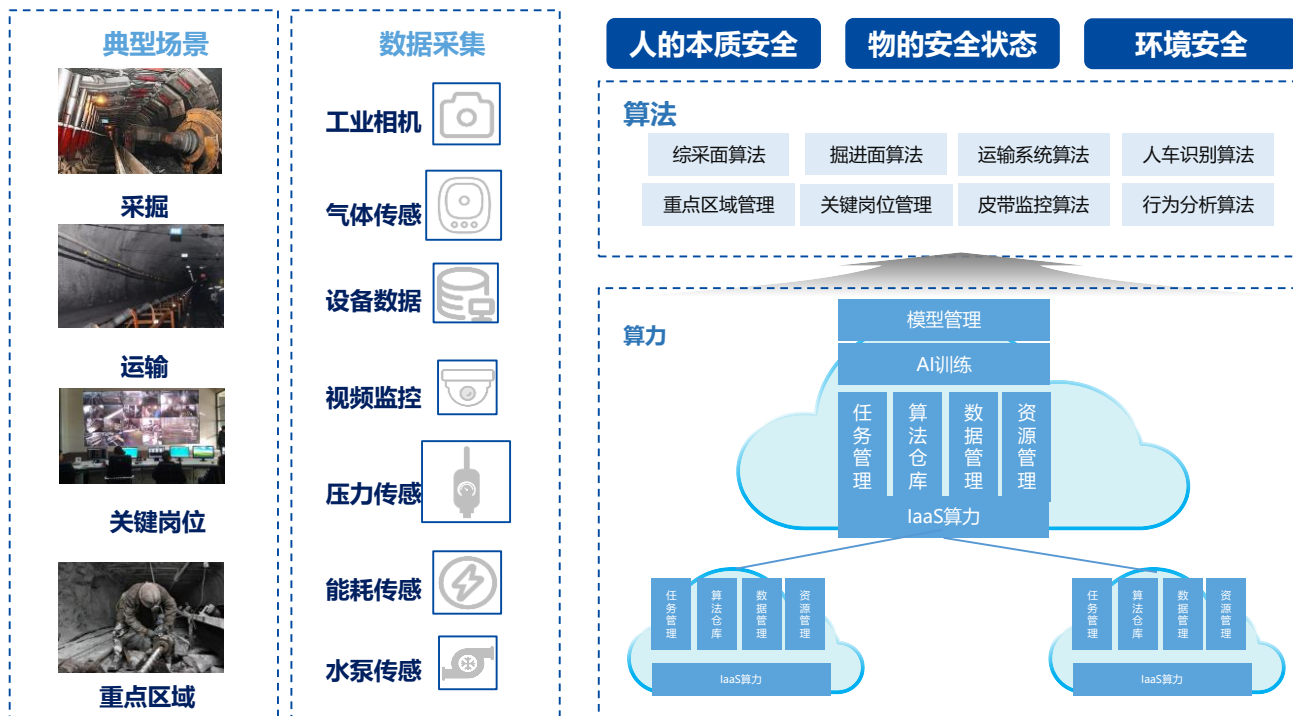 典型场景
采掘
运输
关键岗位
重点区域
数据采集
工业相机
气体传感
设备数据
视频监控
压力传感
能耗传感
水泵传感
人的本质安全
物的安全状态
环境安全
算法
综采面算法
掘进面算法
运输系统算法
人车识别算法
重点区域管理
关键岗位管理
皮带监控算法
行为分析算法
算力
模型管理
AI训练
任务管理
算法仓库
数据管理
资源管理
IaaS算力
任务管理
算法仓库
数据管理
资源管理
IaaS算力
任务管理
算法仓库
数据管理
资源管理
IaaS算力